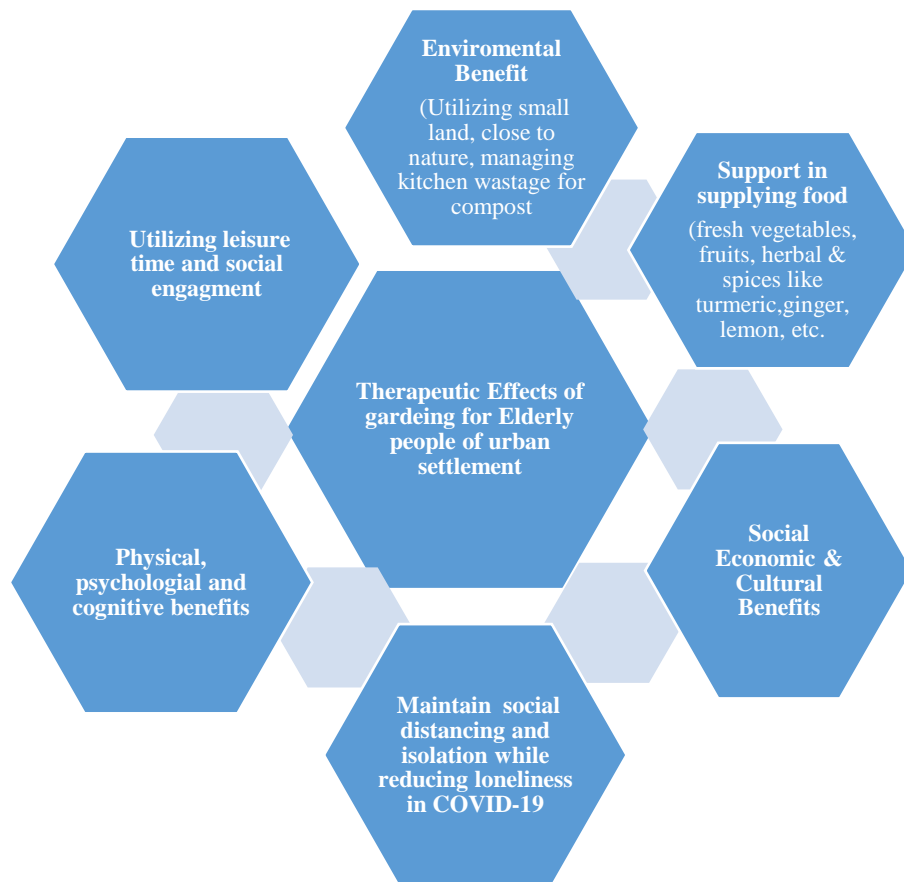 Enviromental
Benefit
(Utilizing small
land, close to
nature, managing
kitchen wastage for
compost
Support in
supplying food
(fresh vegetables,
fruits, herbal &
spices like
turmeric,ginger,
lemon, etc.
Utilizing leisure
time and social
engagment
Therapeutic Effects of
gardeing for Elderly
people of urban
settlement
Social
Economic &
Cultural
Benefits
Physical,
psychologial and
cognitive benefits
Maintain social
distancing and
isolation while
reducing loneliness
in COVID-19